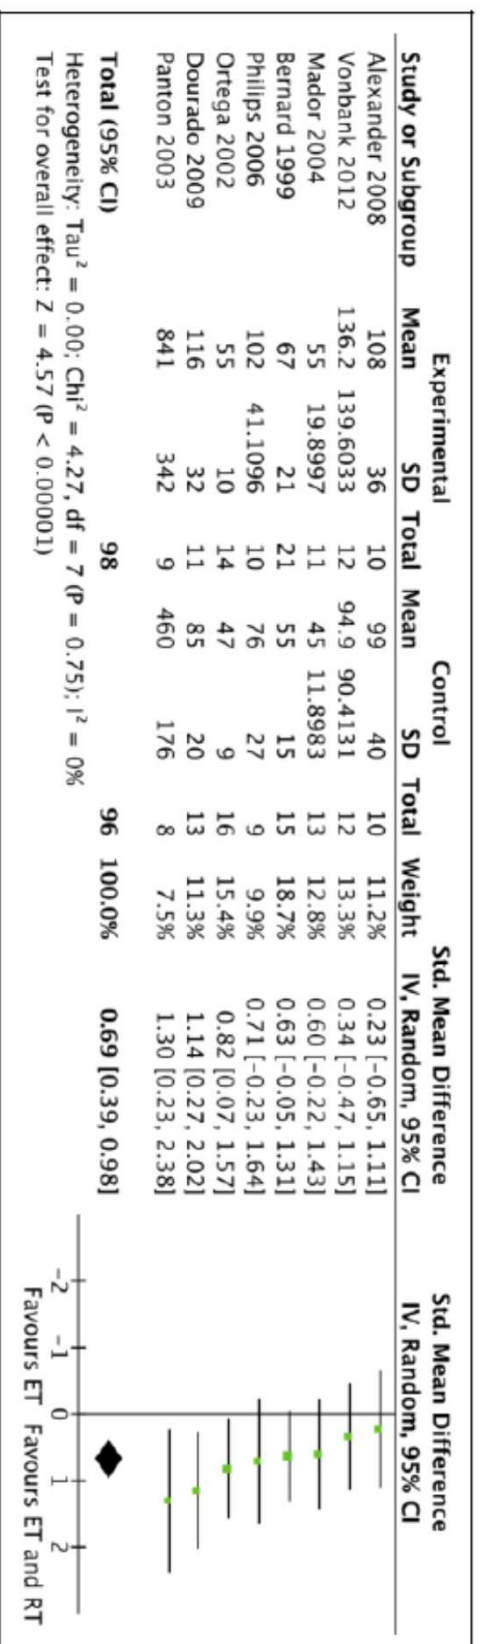 Experimental Control Std. Mean Difference Std. Mean Difference
Study or Subgroup Mean SD Total Mean SD Total Weight IV, Random, 95% CI IV, Random, 95% CI
Alexander 2008 108 36 10 99 40 10 11.2% 0.23 [−0.65, 1.11]
Vonbank 2012 136.2 139.6033 12 94.9 90.4131 12 13.3% 0.34 [−0.47, 1.15]
Mador 2004 55 19.8997 11 45 11.8983 13 12.8% 0.60 [−0.22, 1.43]
Bernard 1999 67 21 21 55 15 15 18.7% 0.63 [−0.05, 1.31]
Philips 2006 102 41.1096 10 76 27 9 9.9% 0.71 [−0.23, 1.64]
Ortega 2002 55 10 14 47 9 16 15.4% 0.82 [0.07, 1.57]
Dourado 2009 116 32 11 85 20 13 11.3% 1.14 [0.27, 2.02]
Panton 2003 841 342 9 460 176 8 7.5% 1.30 [0.23, 2.38]
Total (95% CI) 98 96 100.0% 0.69 [0.39, 0.98]
Heterogeneity: Tau² = 0.00; Chi² = 4.27, df = 7 (P = 0.75); I² = 0%
Test for overall effect: Z = 4.57 (P < 0.00001)
−2 −1 0 1 2
Favours ET Favours ET and RT